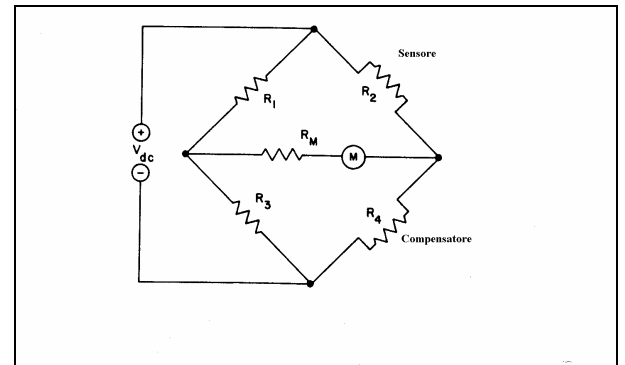 Sensore
R1
R2
RM
+
Vdc
M
−
R3
R4
Compensatore